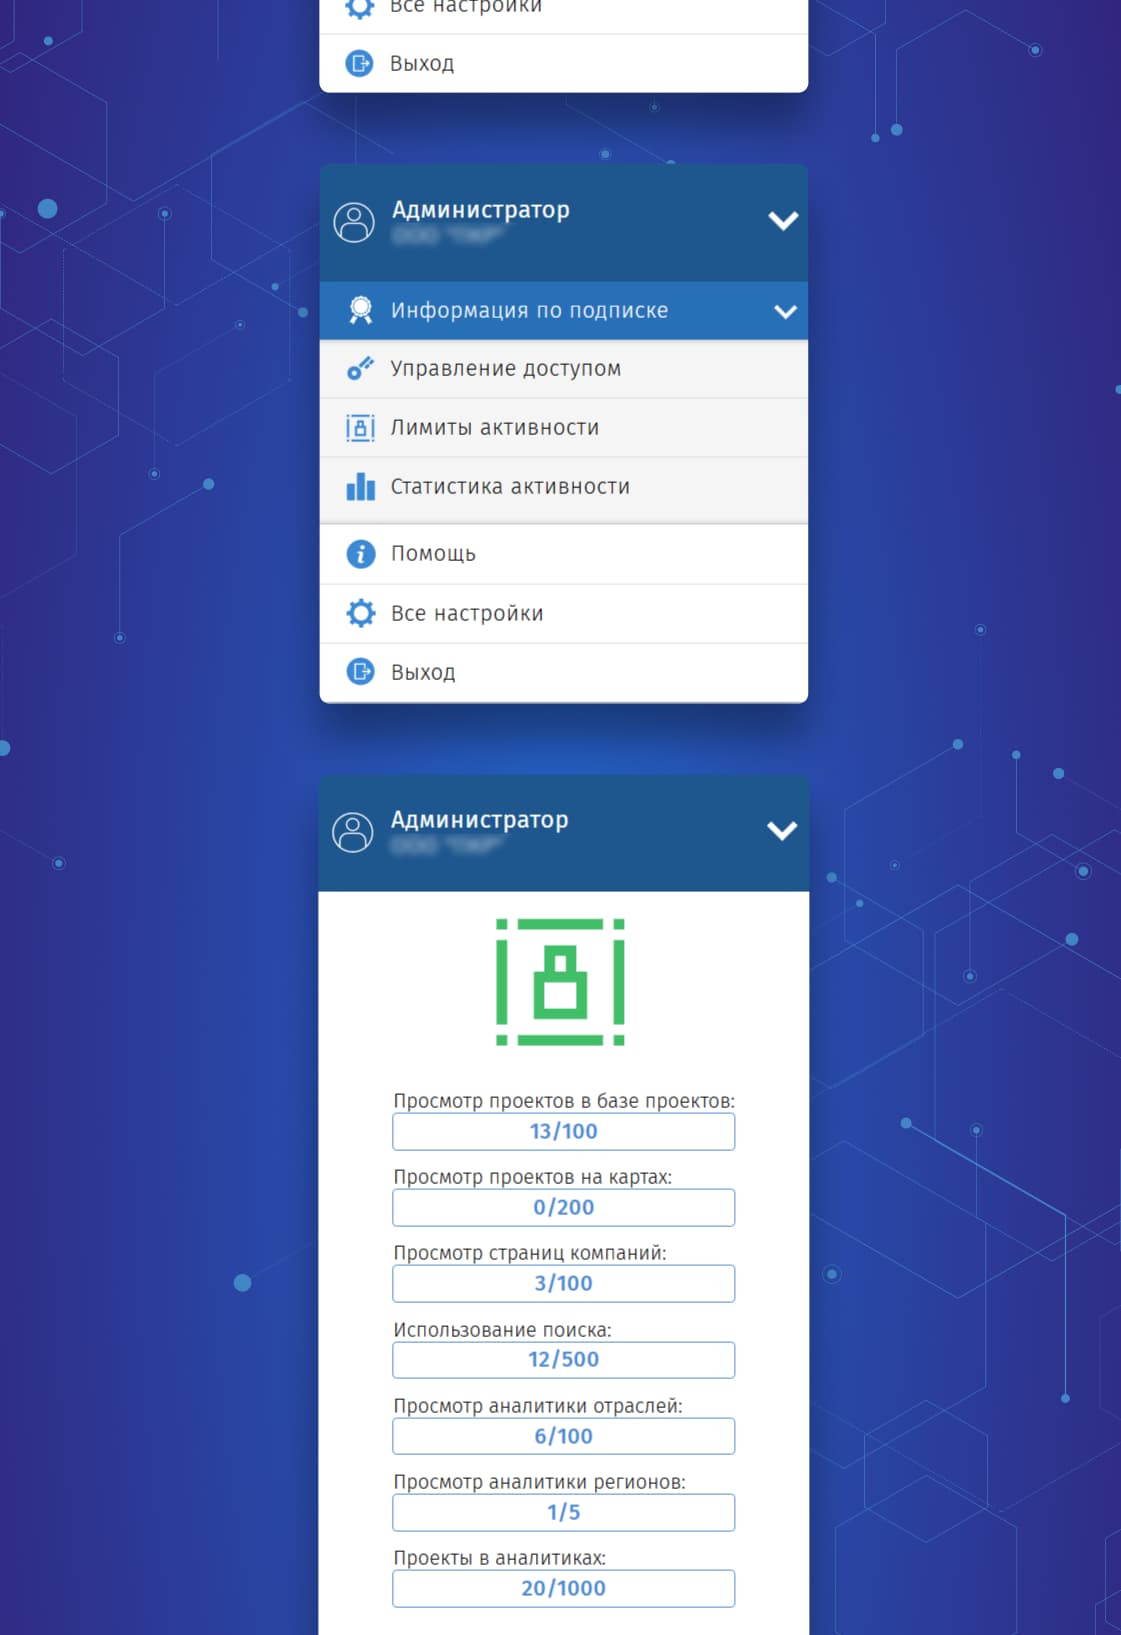 Все настройки
Выход
Администратор
Информация по подписке
Управление доступом
Лимиты активности
Статистика активности
Помощь
Все настройки
Выход
Администратор
Просмотр проектов в базе проектов:
13/100
Просмотр проектов на картах:
0/200
Просмотр страниц компаний:
3/100
Использование поиска:
12/500
Просмотр аналитики отраслей:
6/100
Просмотр аналитики регионов:
1/5
Проекты в аналитиках:
20/1000